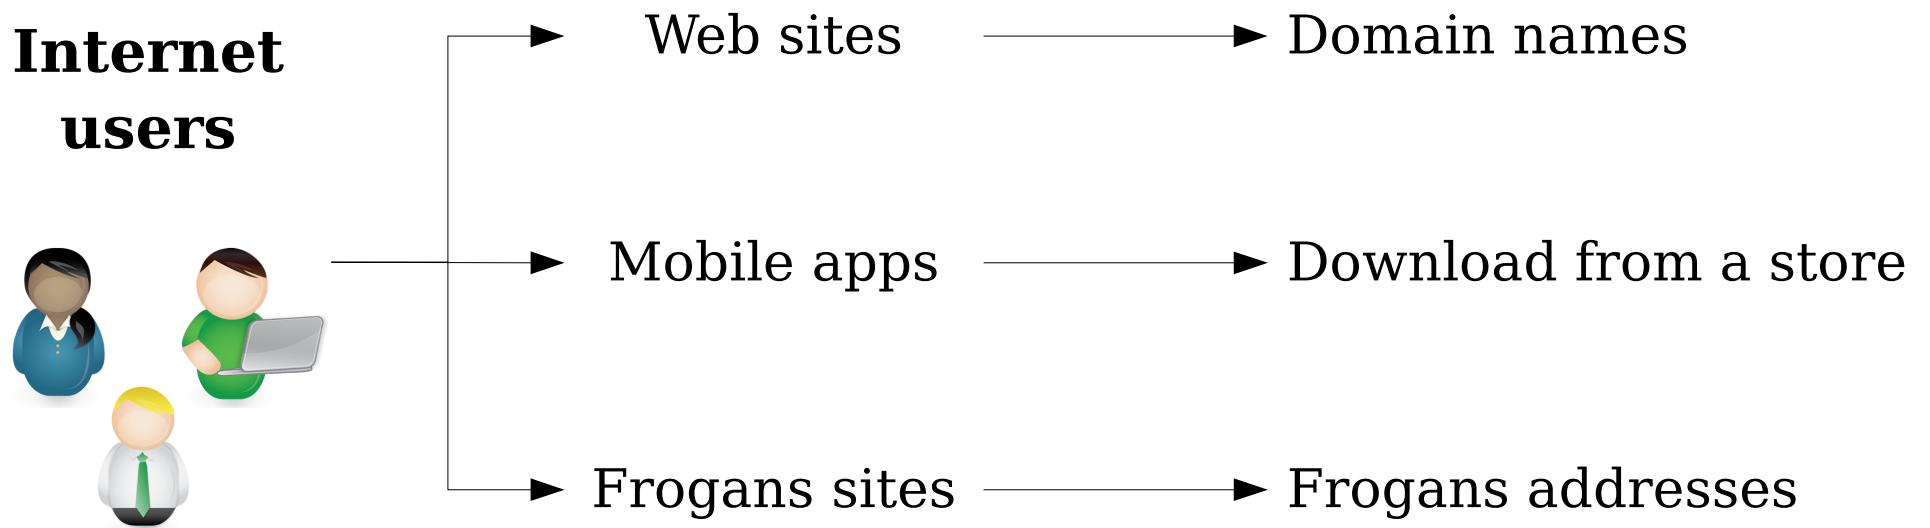 Internet
users
Web sites
Domain names
Mobile apps
Download from a store
Frogans sites
Frogans addresses